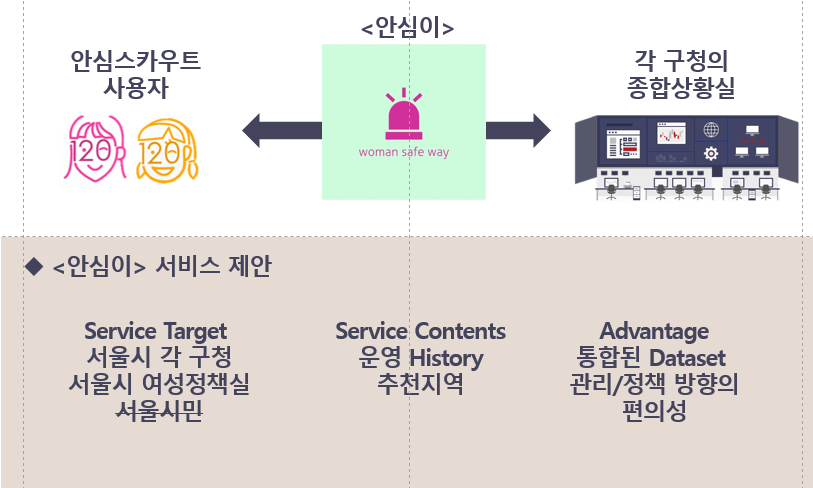 <안심이>
안심스카우트
사용자
각 구청의
종합상황실
120
120
woman safe way
◆ <안심이> 서비스 제안
Service Target
서울시 각 구청
서울시 여성정책실
서울시민
Service Contents
운영 History
추천지역
Advantage
통합된 Dataset
관리/정책 방향의
편의성